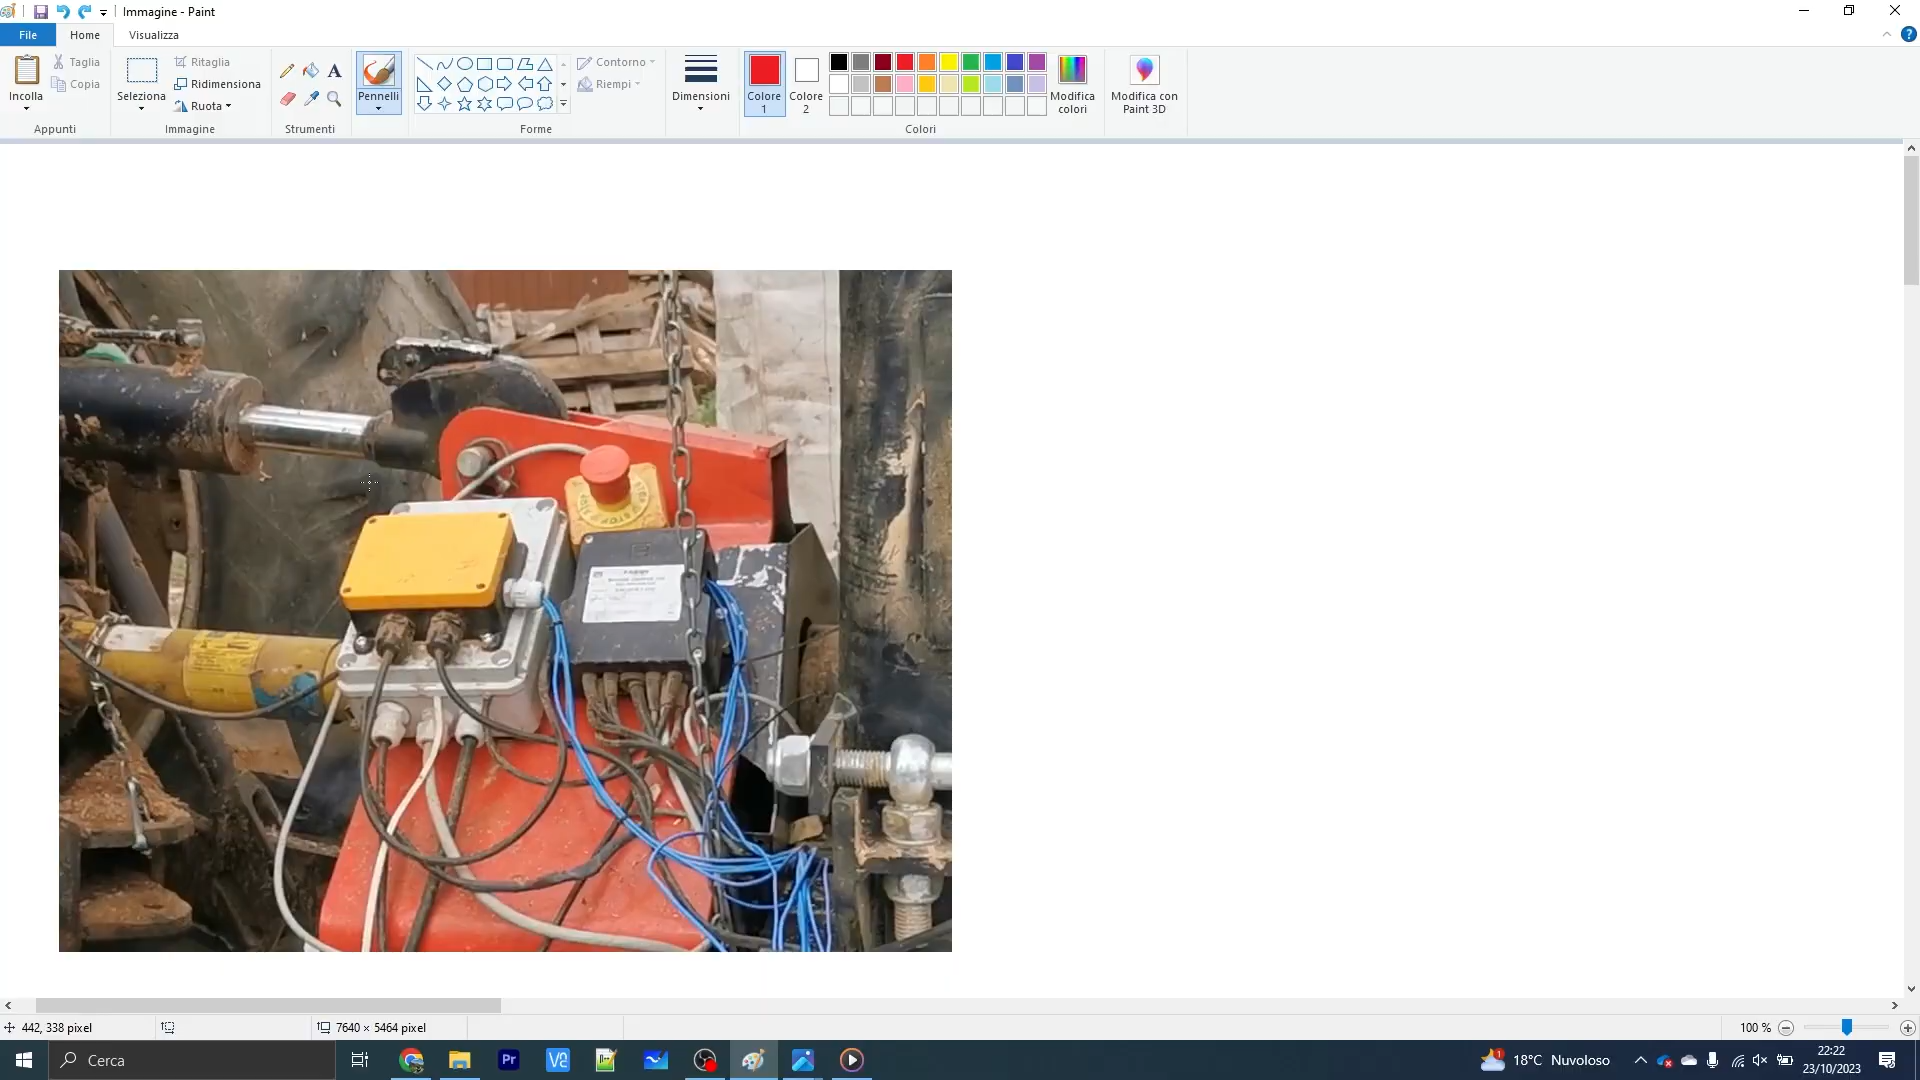 Immagine - Paint
File
Home
Visualizza
Incolla
Taglia
Copia
Appunti
Seleziona
Ritaglia
Ridimensiona
Ruota
Immagine
A
Strumenti
Pennelli
Forme
Contorno
Riempi
Dimensioni
Colore 1
Colore 2
Colori
Modifica colori
Modifica con Paint 3D
STOP
442, 338 pixel
7640 × 5464 pixel
100 %
Cerca
Pr
18°C Nuvoloso
22:22
23/10/2023